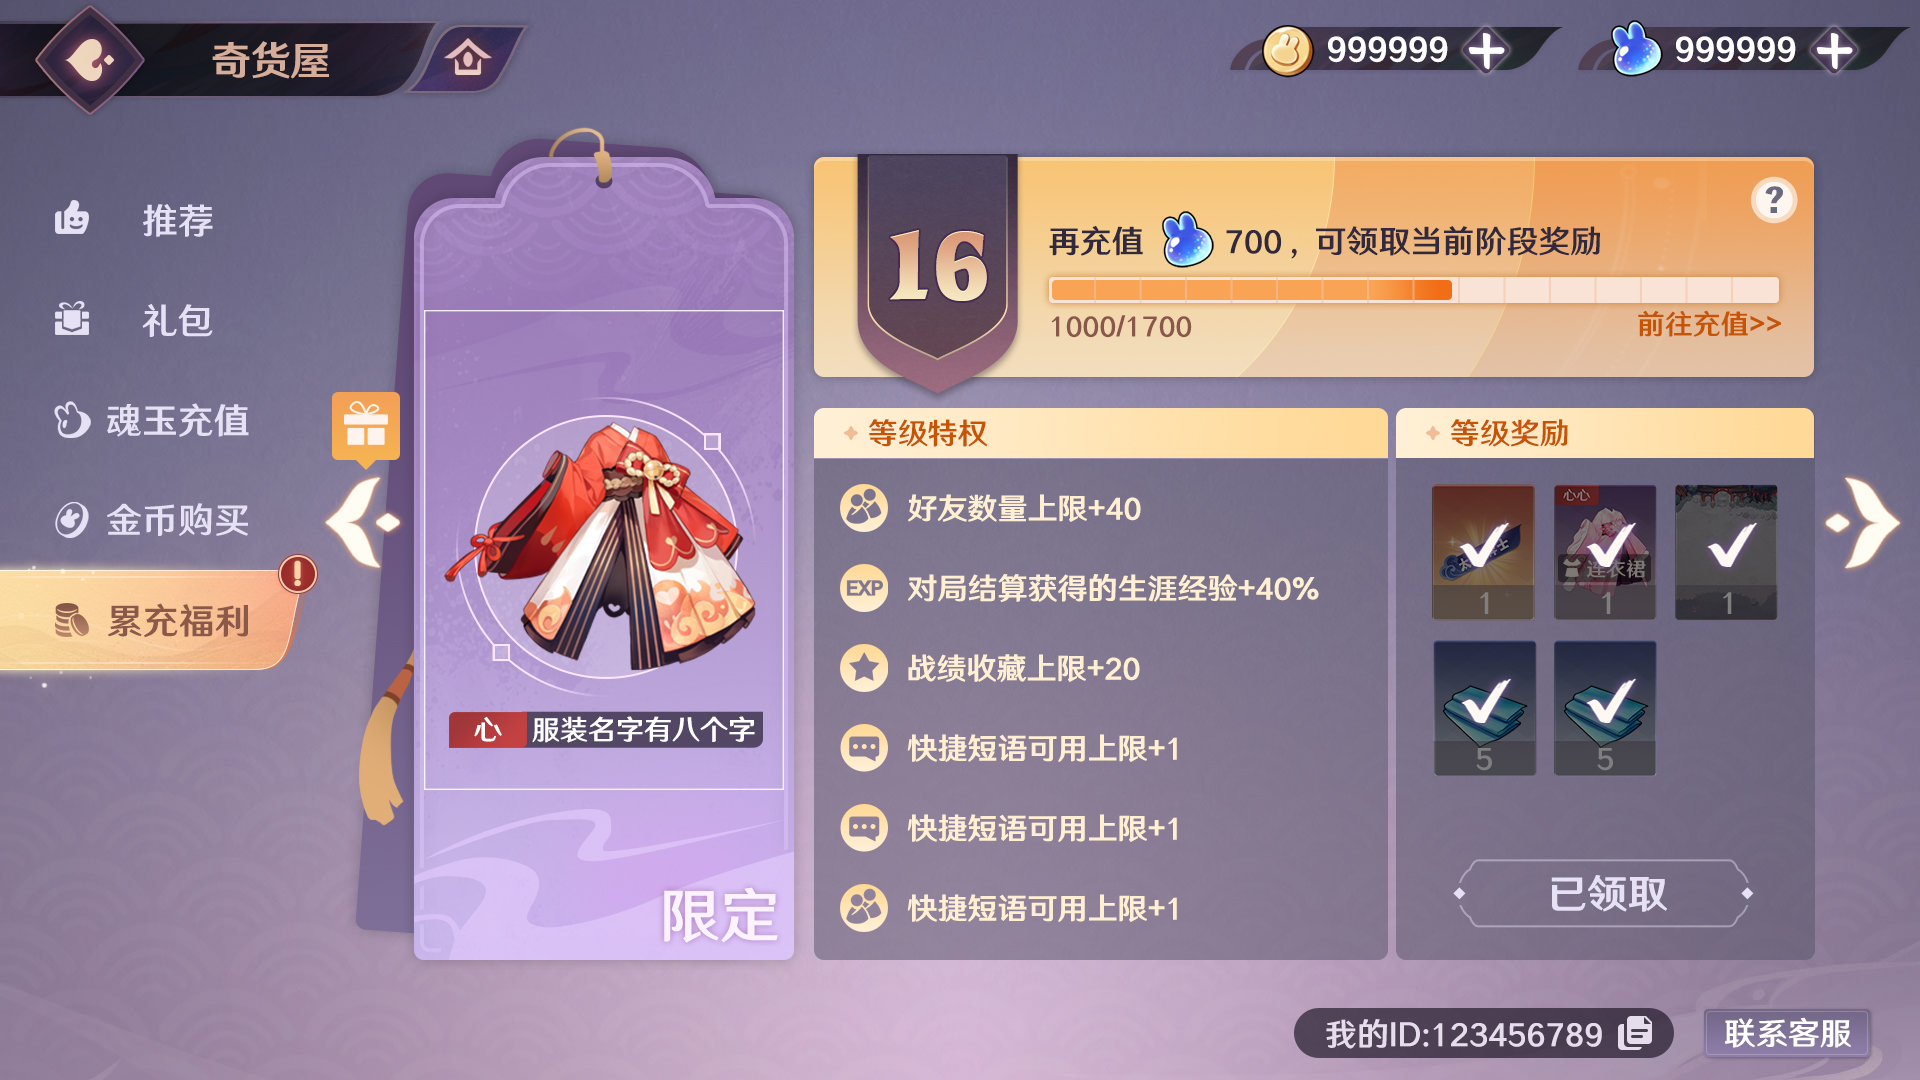 奇货屋
999999
999999
推荐
礼包
魂玉充值
金币购买
累充福利
心
服装名字有八个字
限定
16
再充值 700，可领取当前阶段奖励
?
1000/1700
前往充值>>
等级特权
好友数量上限+40
EXP
对局结算获得的生涯经验+40%
战绩收藏上限+20
快捷短语可用上限+1
快捷短语可用上限+1
快捷短语可用上限+1
等级奖励
1
心心
连衣裙
1
1
5
5
已领取
我的ID:123456789
联系客服